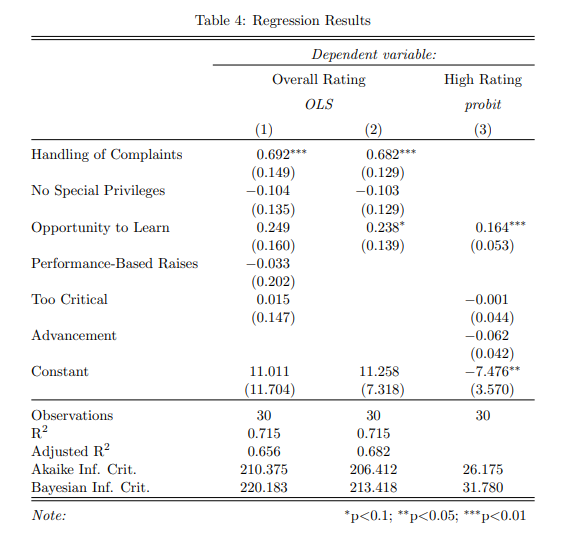 Table 4: Regression Results
Dependent variable:
Overall Rating High Rating
OLS probit
(1) (2) (3)
Handling of Complaints 0.692*** 0.682***
(0.149) (0.129)
No Special Privileges −0.104 −0.103
(0.135) (0.129)
Opportunity to Learn 0.249 0.238* 0.164***
(0.160) (0.139) (0.053)
Performance-Based Raises −0.033
(0.202)
Too Critical 0.015 −0.001
(0.147) (0.044)
Advancement −0.062
(0.042)
Constant 11.011 11.258 −7.476**
(11.704) (7.318) (3.570)
Observations 30 30 30
R² 0.715 0.715
Adjusted R² 0.656 0.682
Akaike Inf. Crit. 210.375 206.412 26.175
Bayesian Inf. Crit. 220.183 213.418 31.780
Note: *p<0.1; **p<0.05; ***p<0.01